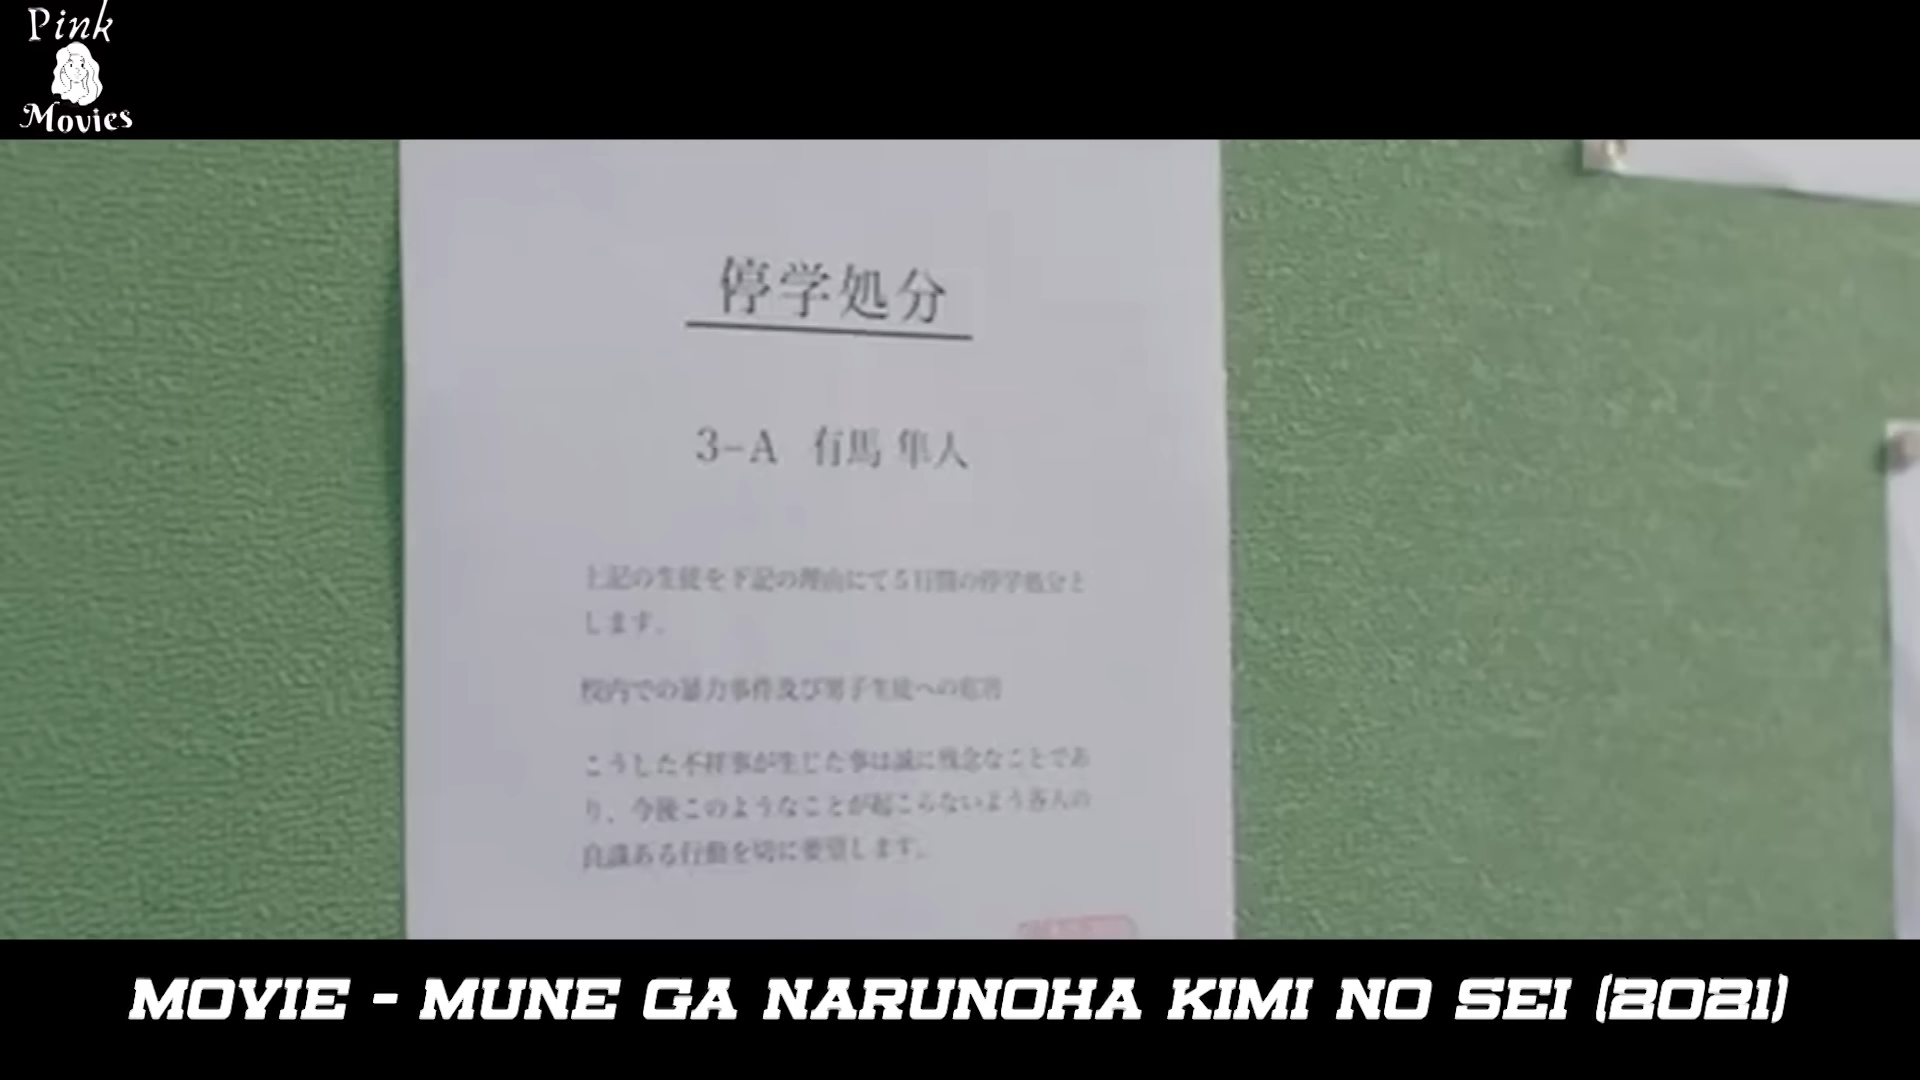 Pink
Movies
停学処分
3-A 有馬 隼人
上記の生徒を下記の理由にて5日間の停学処分と
します。
校内での暴力事件及び男子生徒への
こうした不祥事が生じた事は誠に残念なことであ
り、今後このようなことが起こらないよう各人の
良識ある行動を切に要望します。
MOVIE - MUNE GA NARUNOHA KIMI NO SEI (2021)